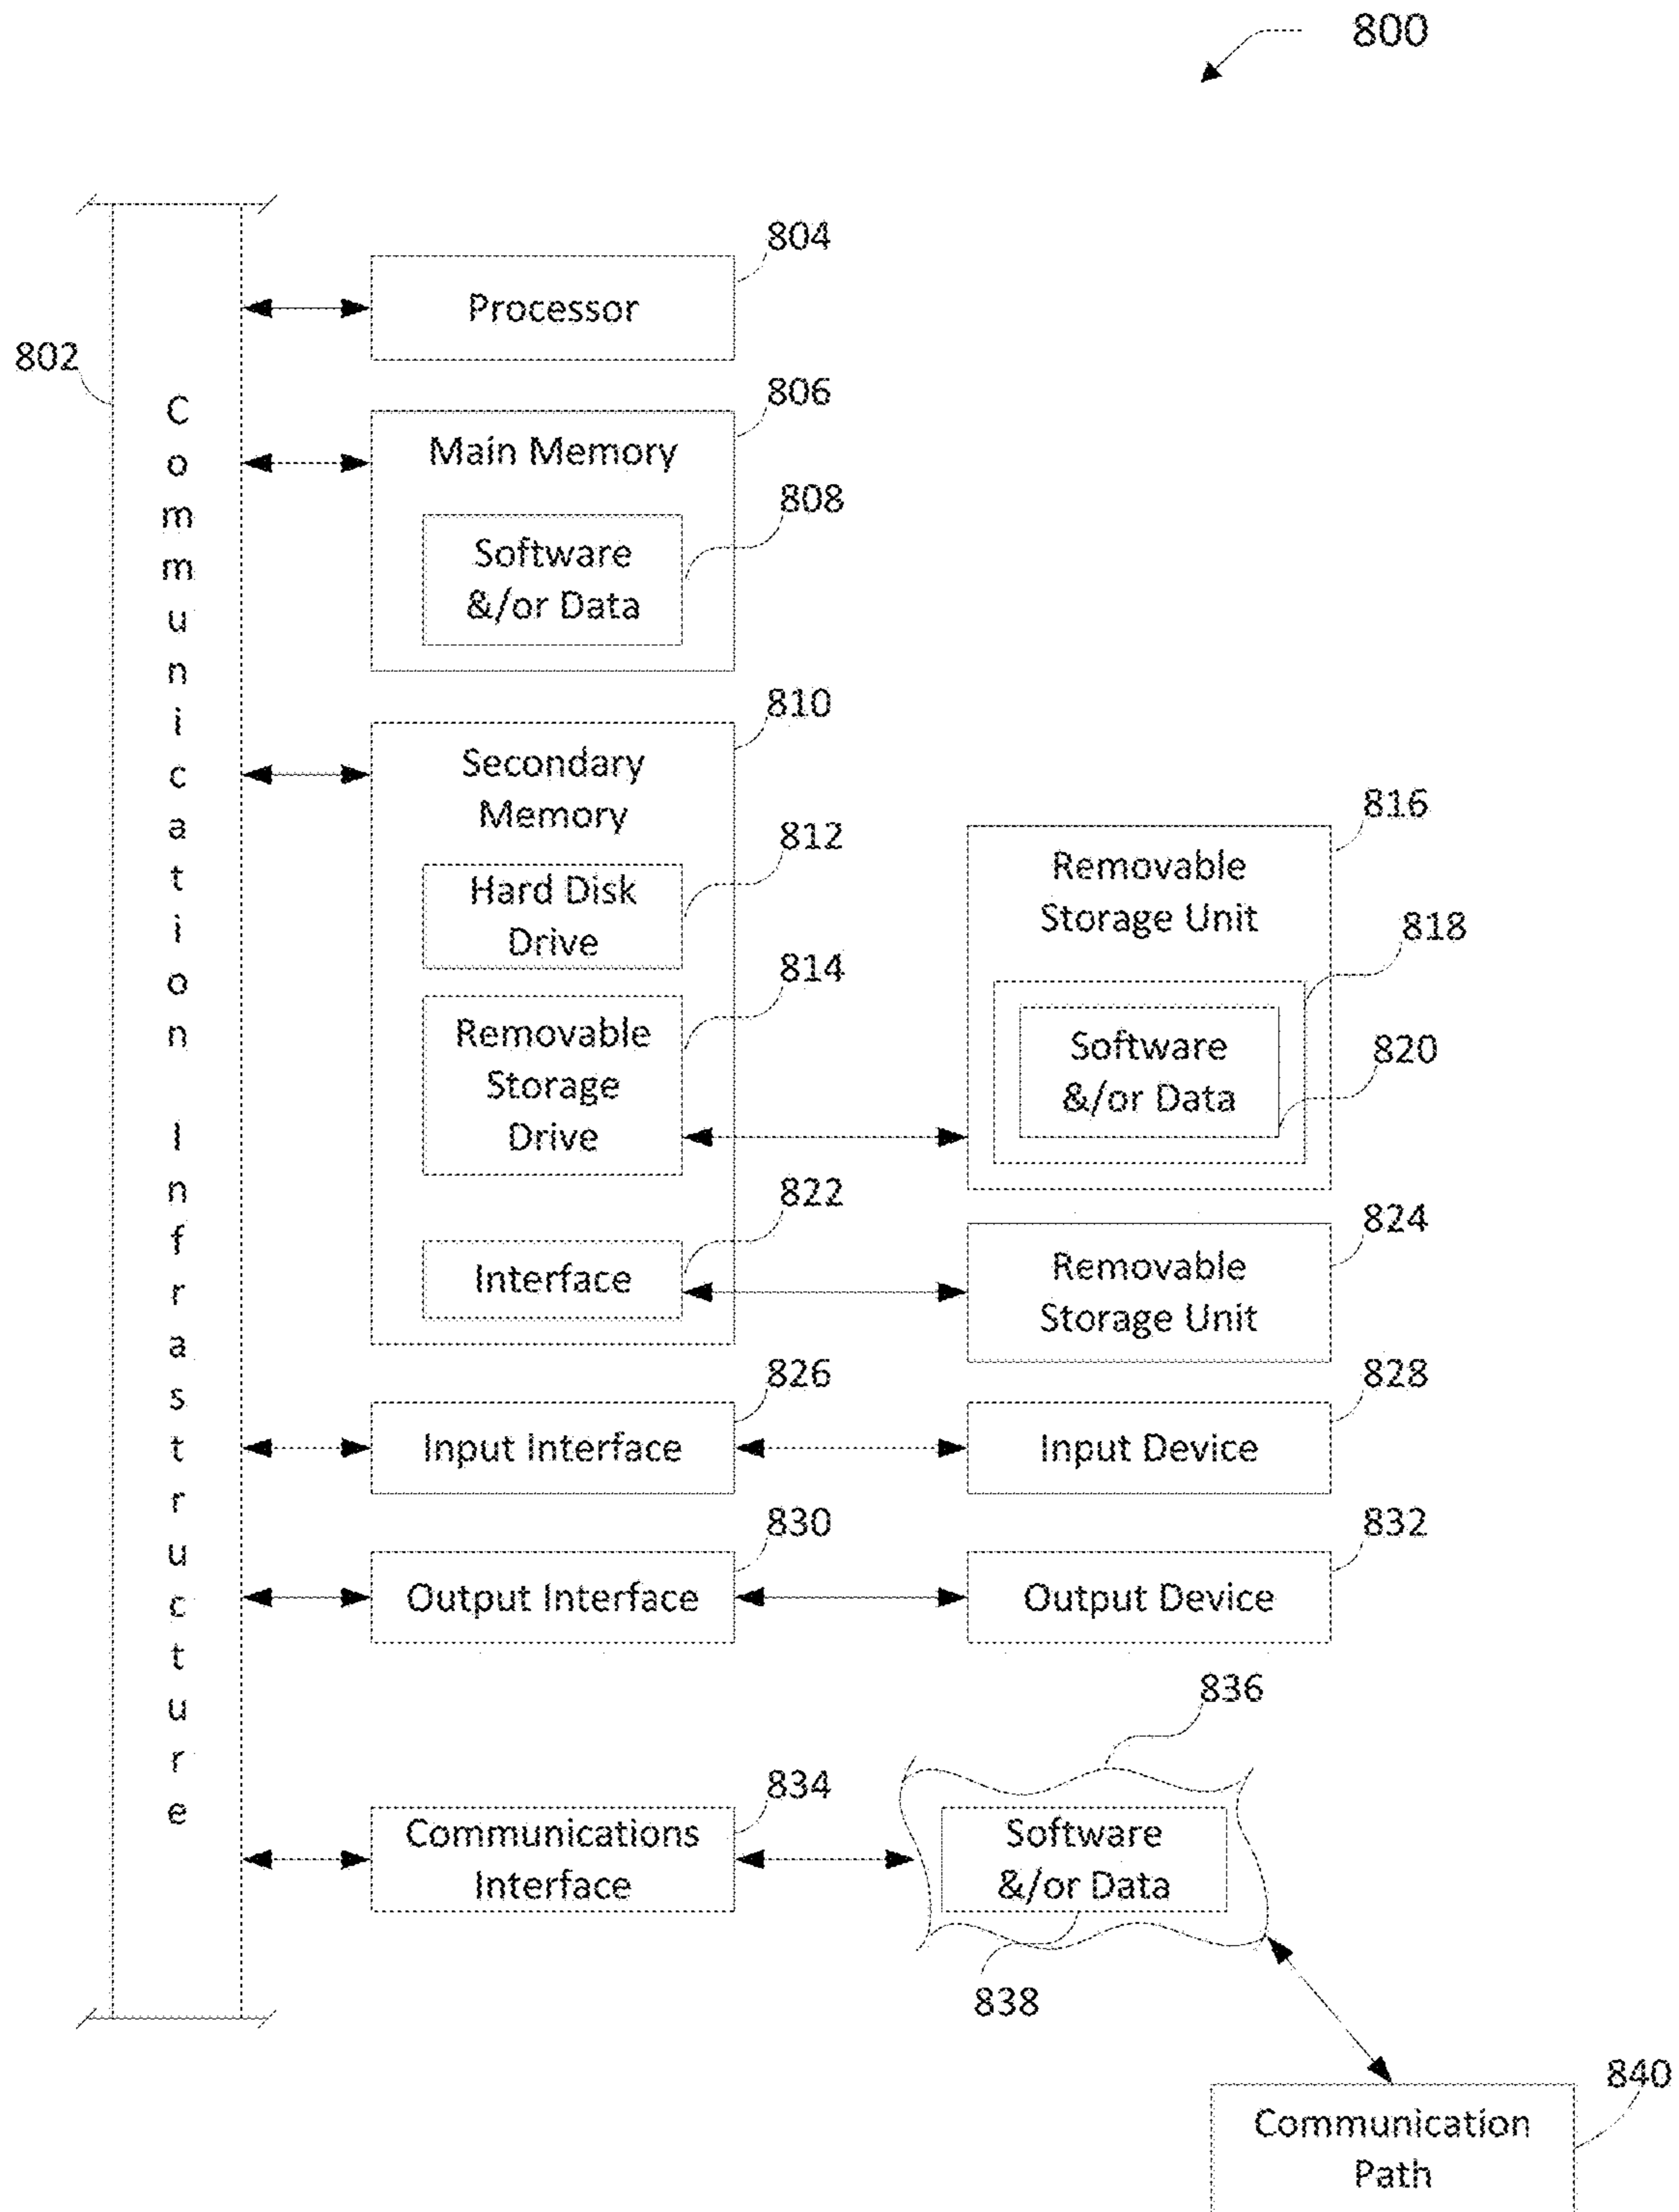 800
802
Communication Infrastructure
804
Processor
806
Main Memory
808
Software
&/or Data
810
Secondary
Memory
812
Hard Disk
Drive
814
Removable
Storage
Drive
816
Removable
Storage Unit
818
Software
&/or Data
820
822
Interface
824
Removable
Storage Unit
826
Input Interface
828
Input Device
830
Output Interface
832
Output Device
834
Communications
Interface
836
Software
&/or Data
838
840
Communication
Path